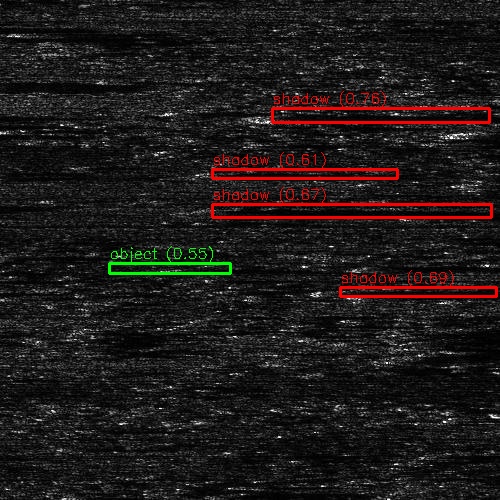 shadow (0.76)
shadow (0.61)
shadow (0.67)
object (0.55)
shadow (0.69)